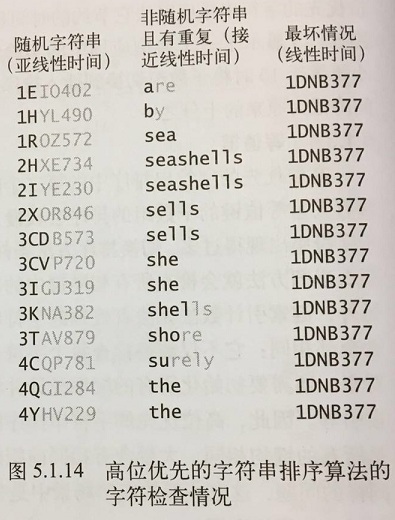 随机字符串 非随机字符串 最坏情况
(亚线性时间) 且有重复(接 (线性时间)
近线性时间)
1EIO402 are 1DNB377
1HYL490 by 1DNB377
1ROZ572 sea 1DNB377
2HXE734 seashells 1DNB377
2IYE230 seashells 1DNB377
2XOR846 sells 1DNB377
3CDB573 sells 1DNB377
3CVP720 she 1DNB377
3IGJ319 she 1DNB377
3KNA382 shells 1DNB377
3TAV879 shore 1DNB377
4CQP781 surely 1DNB377
4QGI284 the 1DNB377
4YHV229 the 1DNB377
图 5.1.14 高位优先的字符串排序算法的
字符检查情况